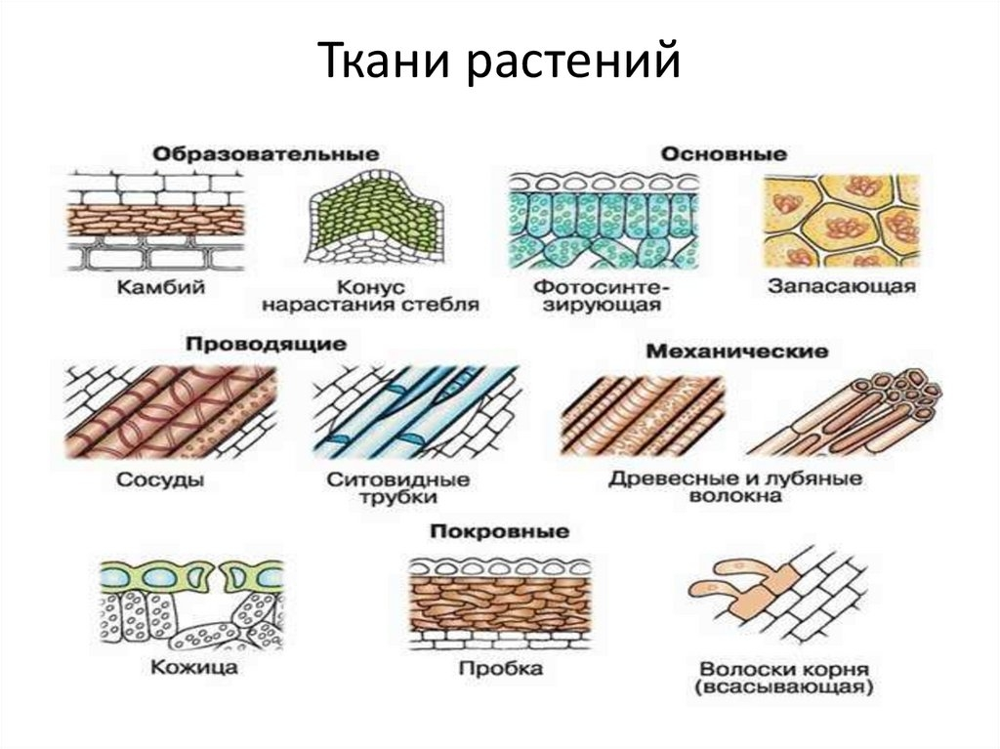 Ткани растений
Образовательные
Основные
Камбий
Конус
нарастания стебля
Фотосинте-
зирующая
Запасающая
Проводящие
Механические
Сосуды
Ситовидные
трубки
Древесные и лубяные
волокна
Покровные
Кожица
Пробка
Волоски корня
(всасывающая)